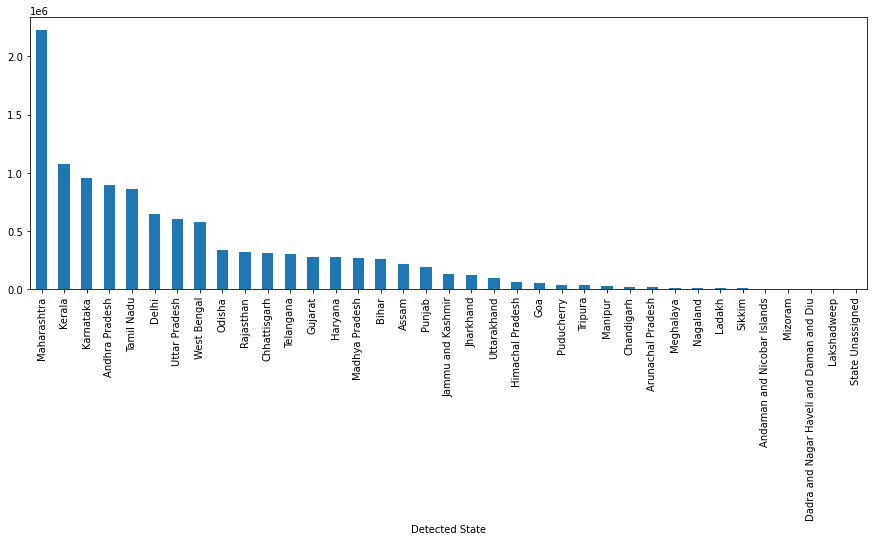 1e6
2.0
1.5
1.0
0.5
0.0
Maharashtra
Kerala
Karnataka
Andhra Pradesh
Tamil Nadu
Delhi
Uttar Pradesh
West Bengal
Odisha
Rajasthan
Chhattisgarh
Telangana
Gujarat
Haryana
Madhya Pradesh
Bihar
Assam
Punjab
Jammu and Kashmir
Jharkhand
Uttarakhand
Himachal Pradesh
Goa
Puducherry
Tripura
Manipur
Chandigarh
Arunachal Pradesh
Meghalaya
Nagaland
Ladakh
Sikkim
Andaman and Nicobar Islands
Mizoram
Dadra and Nagar Haveli and Daman and Diu
Lakshadweep
State Unassigned
Detected State